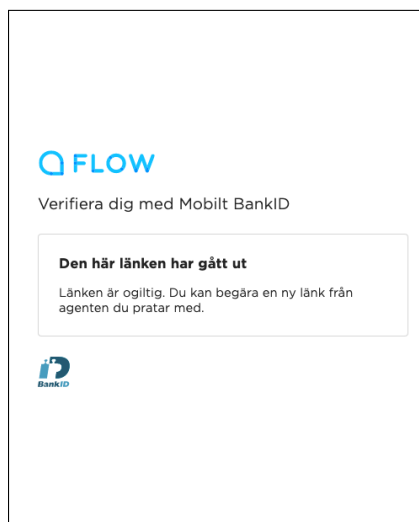 FLOW
Verifiera dig med Mobilt BankID
Den här länken har gått ut
Länken är ogiltig. Du kan begära en ny länk från
agenten du pratar med.
BankID